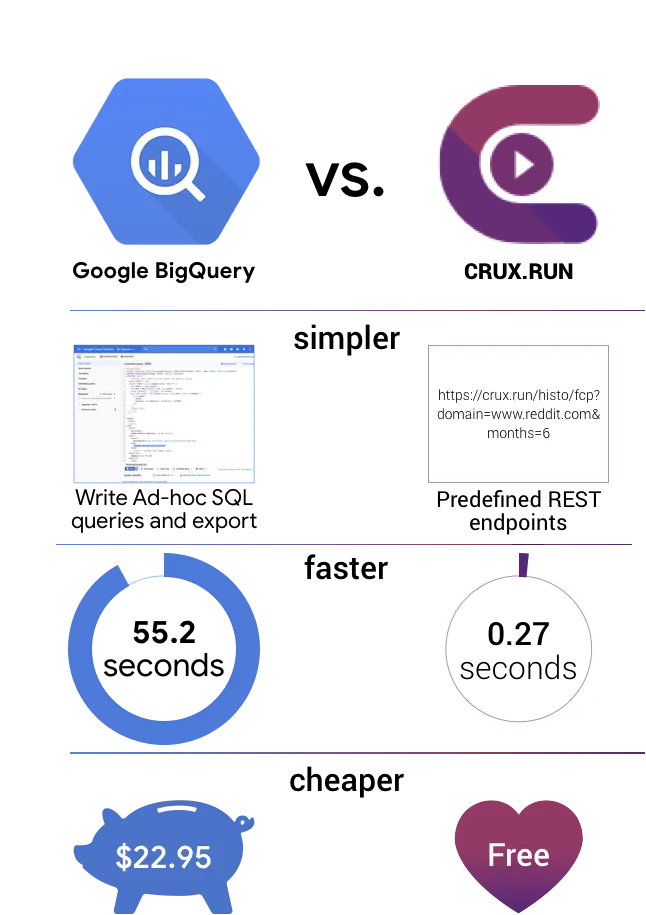 vs.
Google BigQuery
CRUX.RUN
simpler
https://crux.run/histo/fcp?
domain=www.reddit.com&
months=6
Write Ad-hoc SQL
queries and export
Predefined REST
endpoints
faster
55.2
seconds
0.27
seconds
cheaper
$22.95
Free